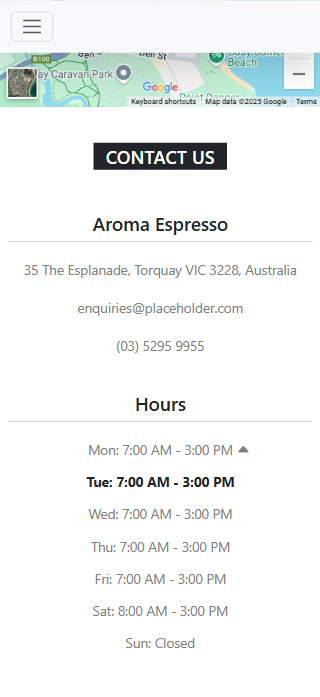 B100
Bell St
ay Caravan Park
Beach
Google
Keyboard shortcuts
Map data ©2025 Google
Terms
CONTACT US
Aroma Espresso
35 The Esplanade, Torquay VIC 3228, Australia
enquiries@placeholder.com
(03) 5295 9955
Hours
Mon: 7:00 AM - 3:00 PM
Tue: 7:00 AM - 3:00 PM
Wed: 7:00 AM - 3:00 PM
Thu: 7:00 AM - 3:00 PM
Fri: 7:00 AM - 3:00 PM
Sat: 8:00 AM - 3:00 PM
Sun: Closed